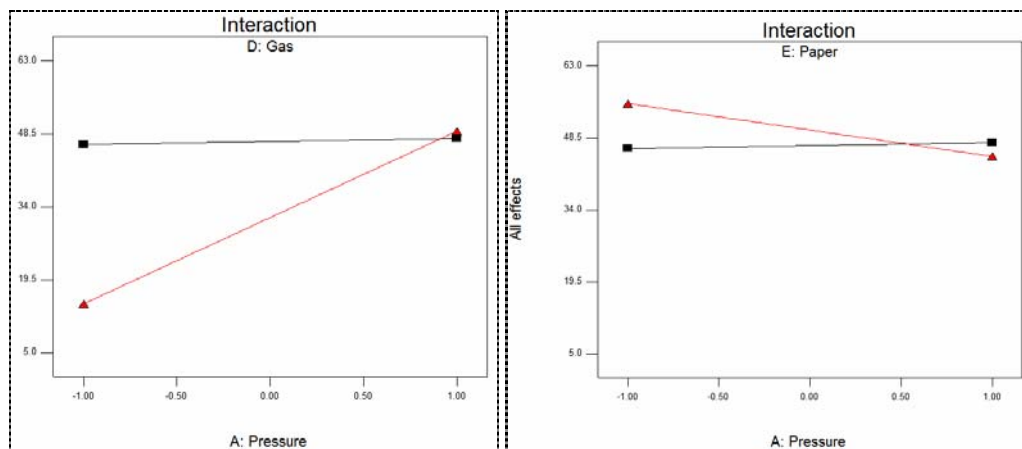 Interaction
D: Gas
63.0
48.5
34.0
19.5
5.0
-1.00
-0.50
0.00
0.50
1.00
A: Pressure
Interaction
E: Paper
All effects
63.0
48.5
34.0
19.5
5.0
-1.00
-0.50
0.00
0.50
1.00
A: Pressure